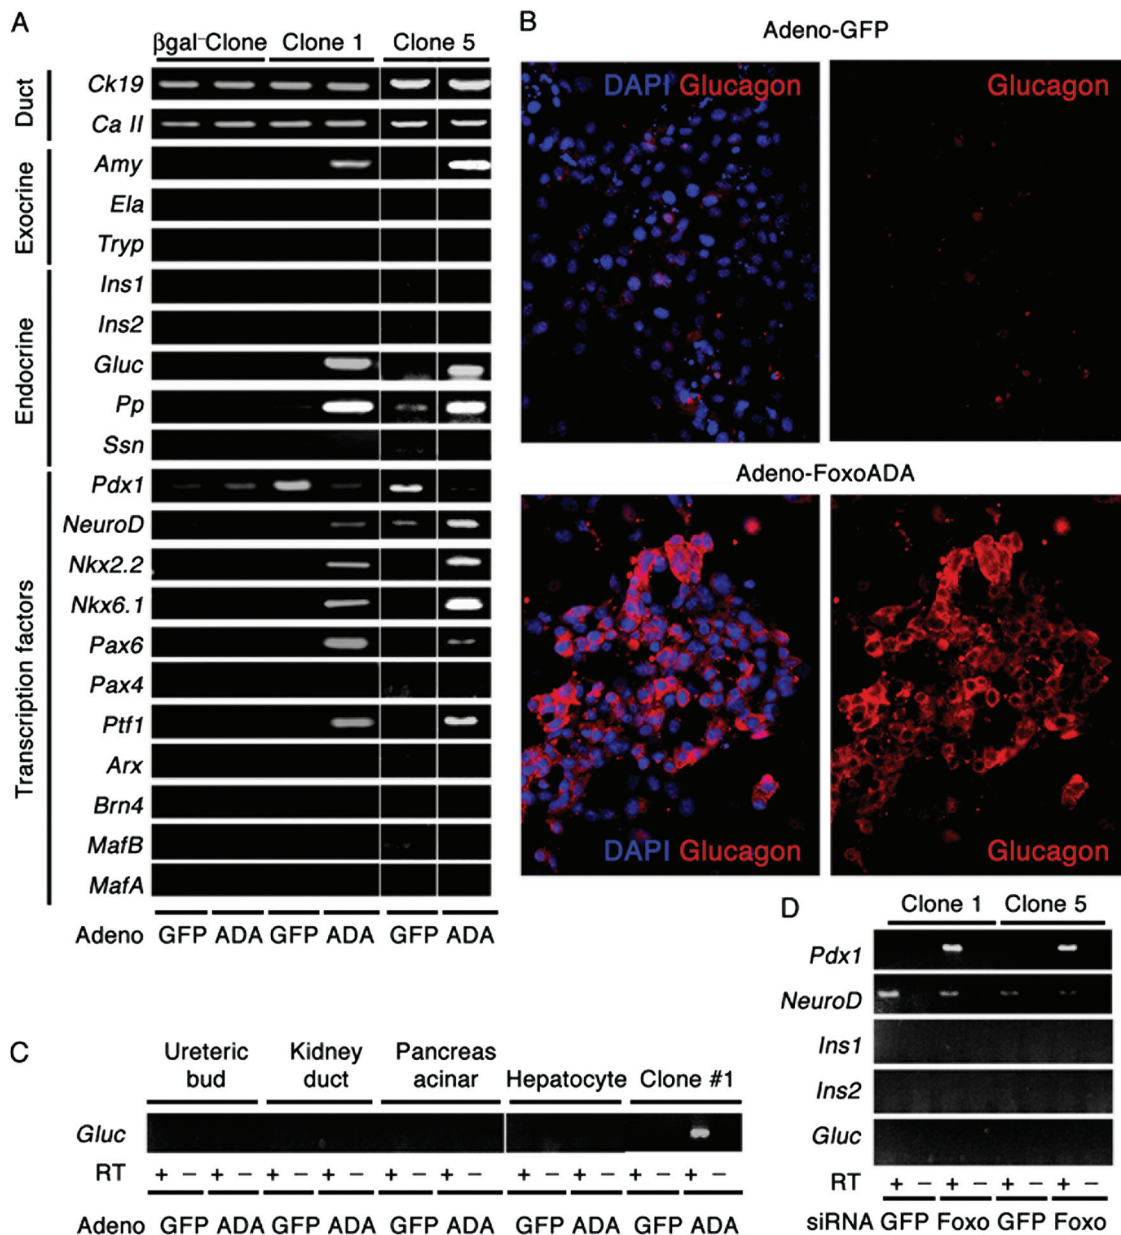 A
βgal⁻Clone Clone 1 Clone 5
Duct
Ck19
Ca II
Exocrine
Amy
Ela
Tryp
Endocrine
Ins1
Ins2
Gluc
Pp
Ssn
Transcription factors
Pdx1
NeuroD
Nkx2.2
Nkx6.1
Pax6
Pax4
Ptf1
Arx
Brn4
MafB
MafA
Adeno GFP ADA GFP ADA GFP ADA
B
Adeno-GFP
DAPI Glucagon
Glucagon
Adeno-FoxoADA
DAPI Glucagon
Glucagon
C
Ureteric bud
Kidney duct
Pancreas acinar
Hepatocyte
Clone #1
Gluc
RT + − + − + − + − + − + − + − + − + − + −
Adeno GFP ADA GFP ADA GFP ADA GFP ADA GFP ADA
D
Clone 1 Clone 5
Pdx1
NeuroD
Ins1
Ins2
Gluc
RT + − + − + − + −
siRNA GFP Foxo GFP Foxo